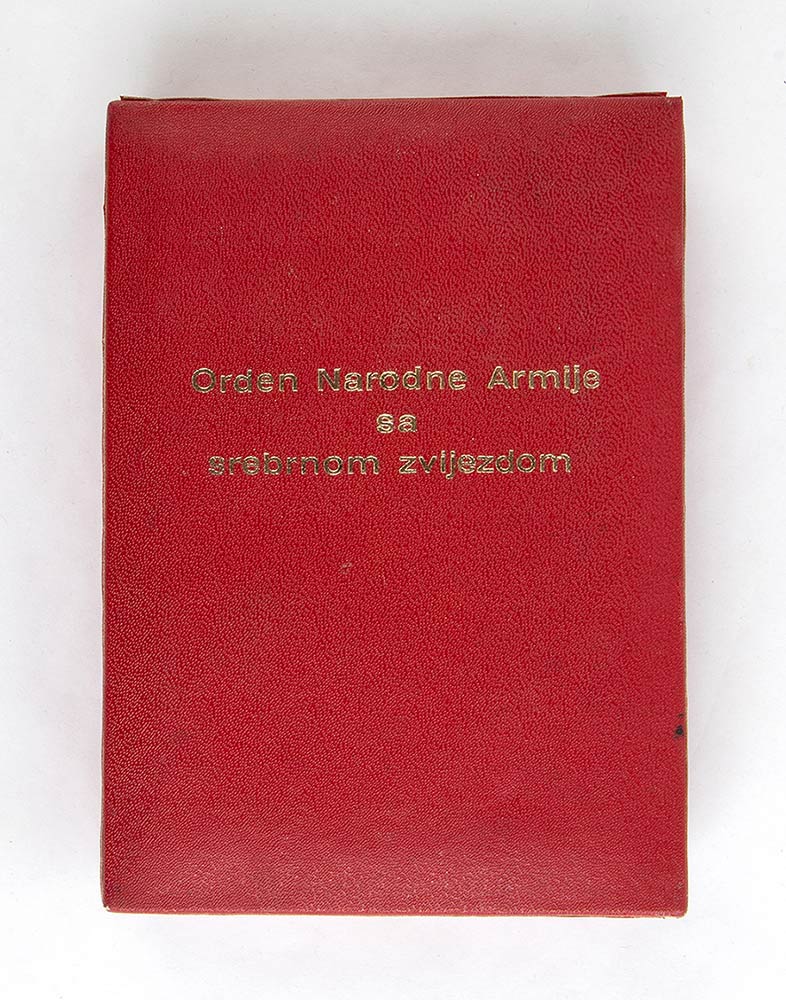 Orden Narodne Armije
sa
srebrnom zvijezdom